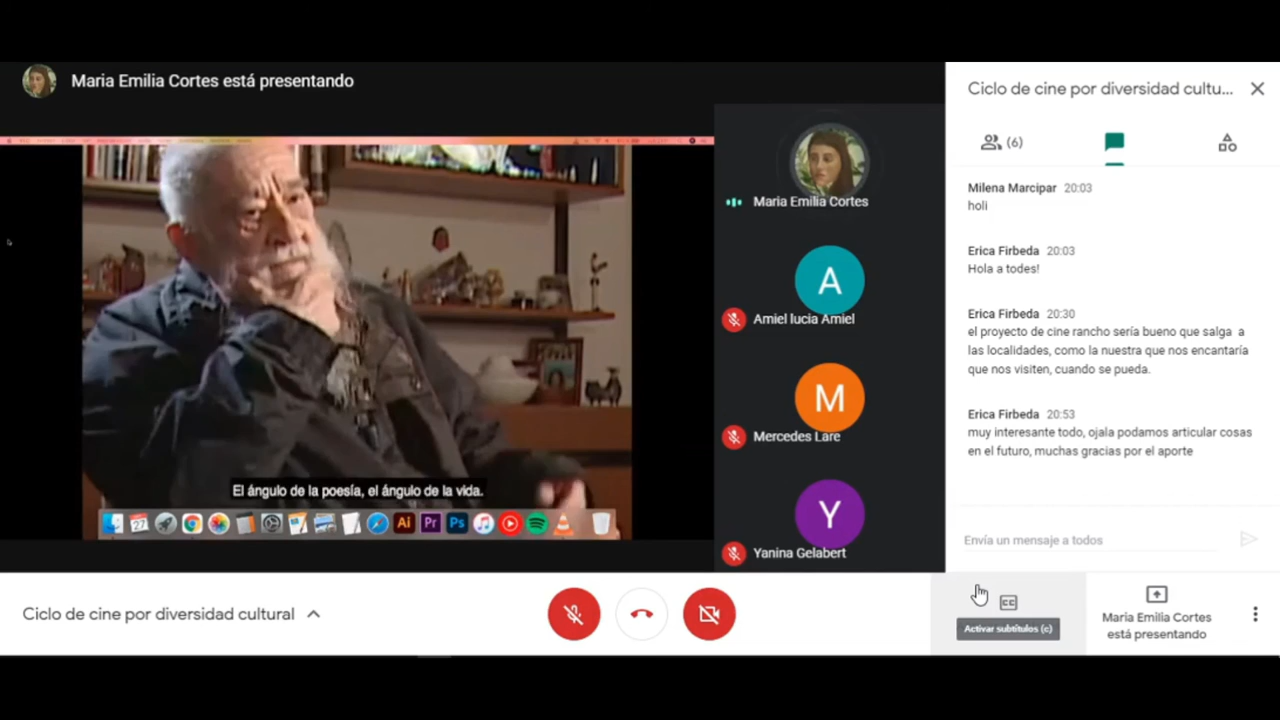 Maria Emilia Cortes está presentando
El ángulo de la poesía, el ángulo de la vida.
27
Ai
Pr
Ps
Maria Emilia Cortes
A
Amiel lucia Amiel
M
Mercedes Lare
Y
Yanina Gelabert
Ciclo de cine por diversidad cultu...
(6)
Milena Marcipar 20:03
holi
Erica Firbeda 20:03
Hola a todes!
Erica Firbeda 20:30
el proyecto de cine rancho sería bueno que salga a
las localidades, como la nuestra que nos encantaría
que nos visiten, cuando se pueda.
Erica Firbeda 20:53
muy interesante todo, ojala podamos articular cosas
en el futuro, muchas gracias por el aporte
Envía un mensaje a todos
Ciclo de cine por diversidad cultural
CC
Activar subtítulos (c)
Maria Emilia Cortes
está presentando